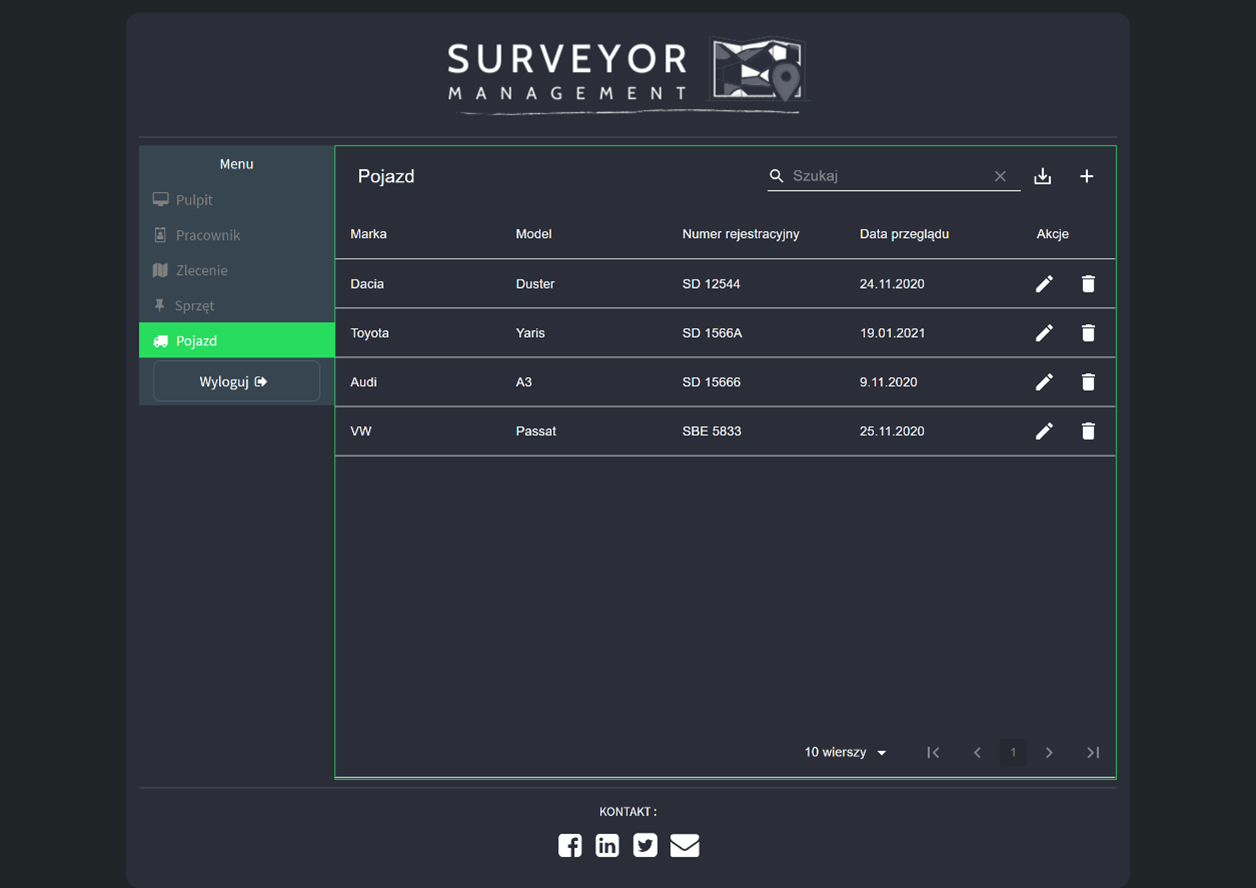 SURVEYOR
MANAGEMENT
Menu
Pulpit
Pracownik
Zlecenie
Sprzęt
Pojazd
Wyloguj
Pojazd
Szukaj
Marka Model Numer rejestracyjny Data przeglądu Akcje
Dacia Duster SD 12544 24.11.2020
Toyota Yaris SD 1566A 19.01.2021
Audi A3 SD 15666 9.11.2020
VW Passat SBE 5833 25.11.2020
10 wierszy 1
KONTAKT :